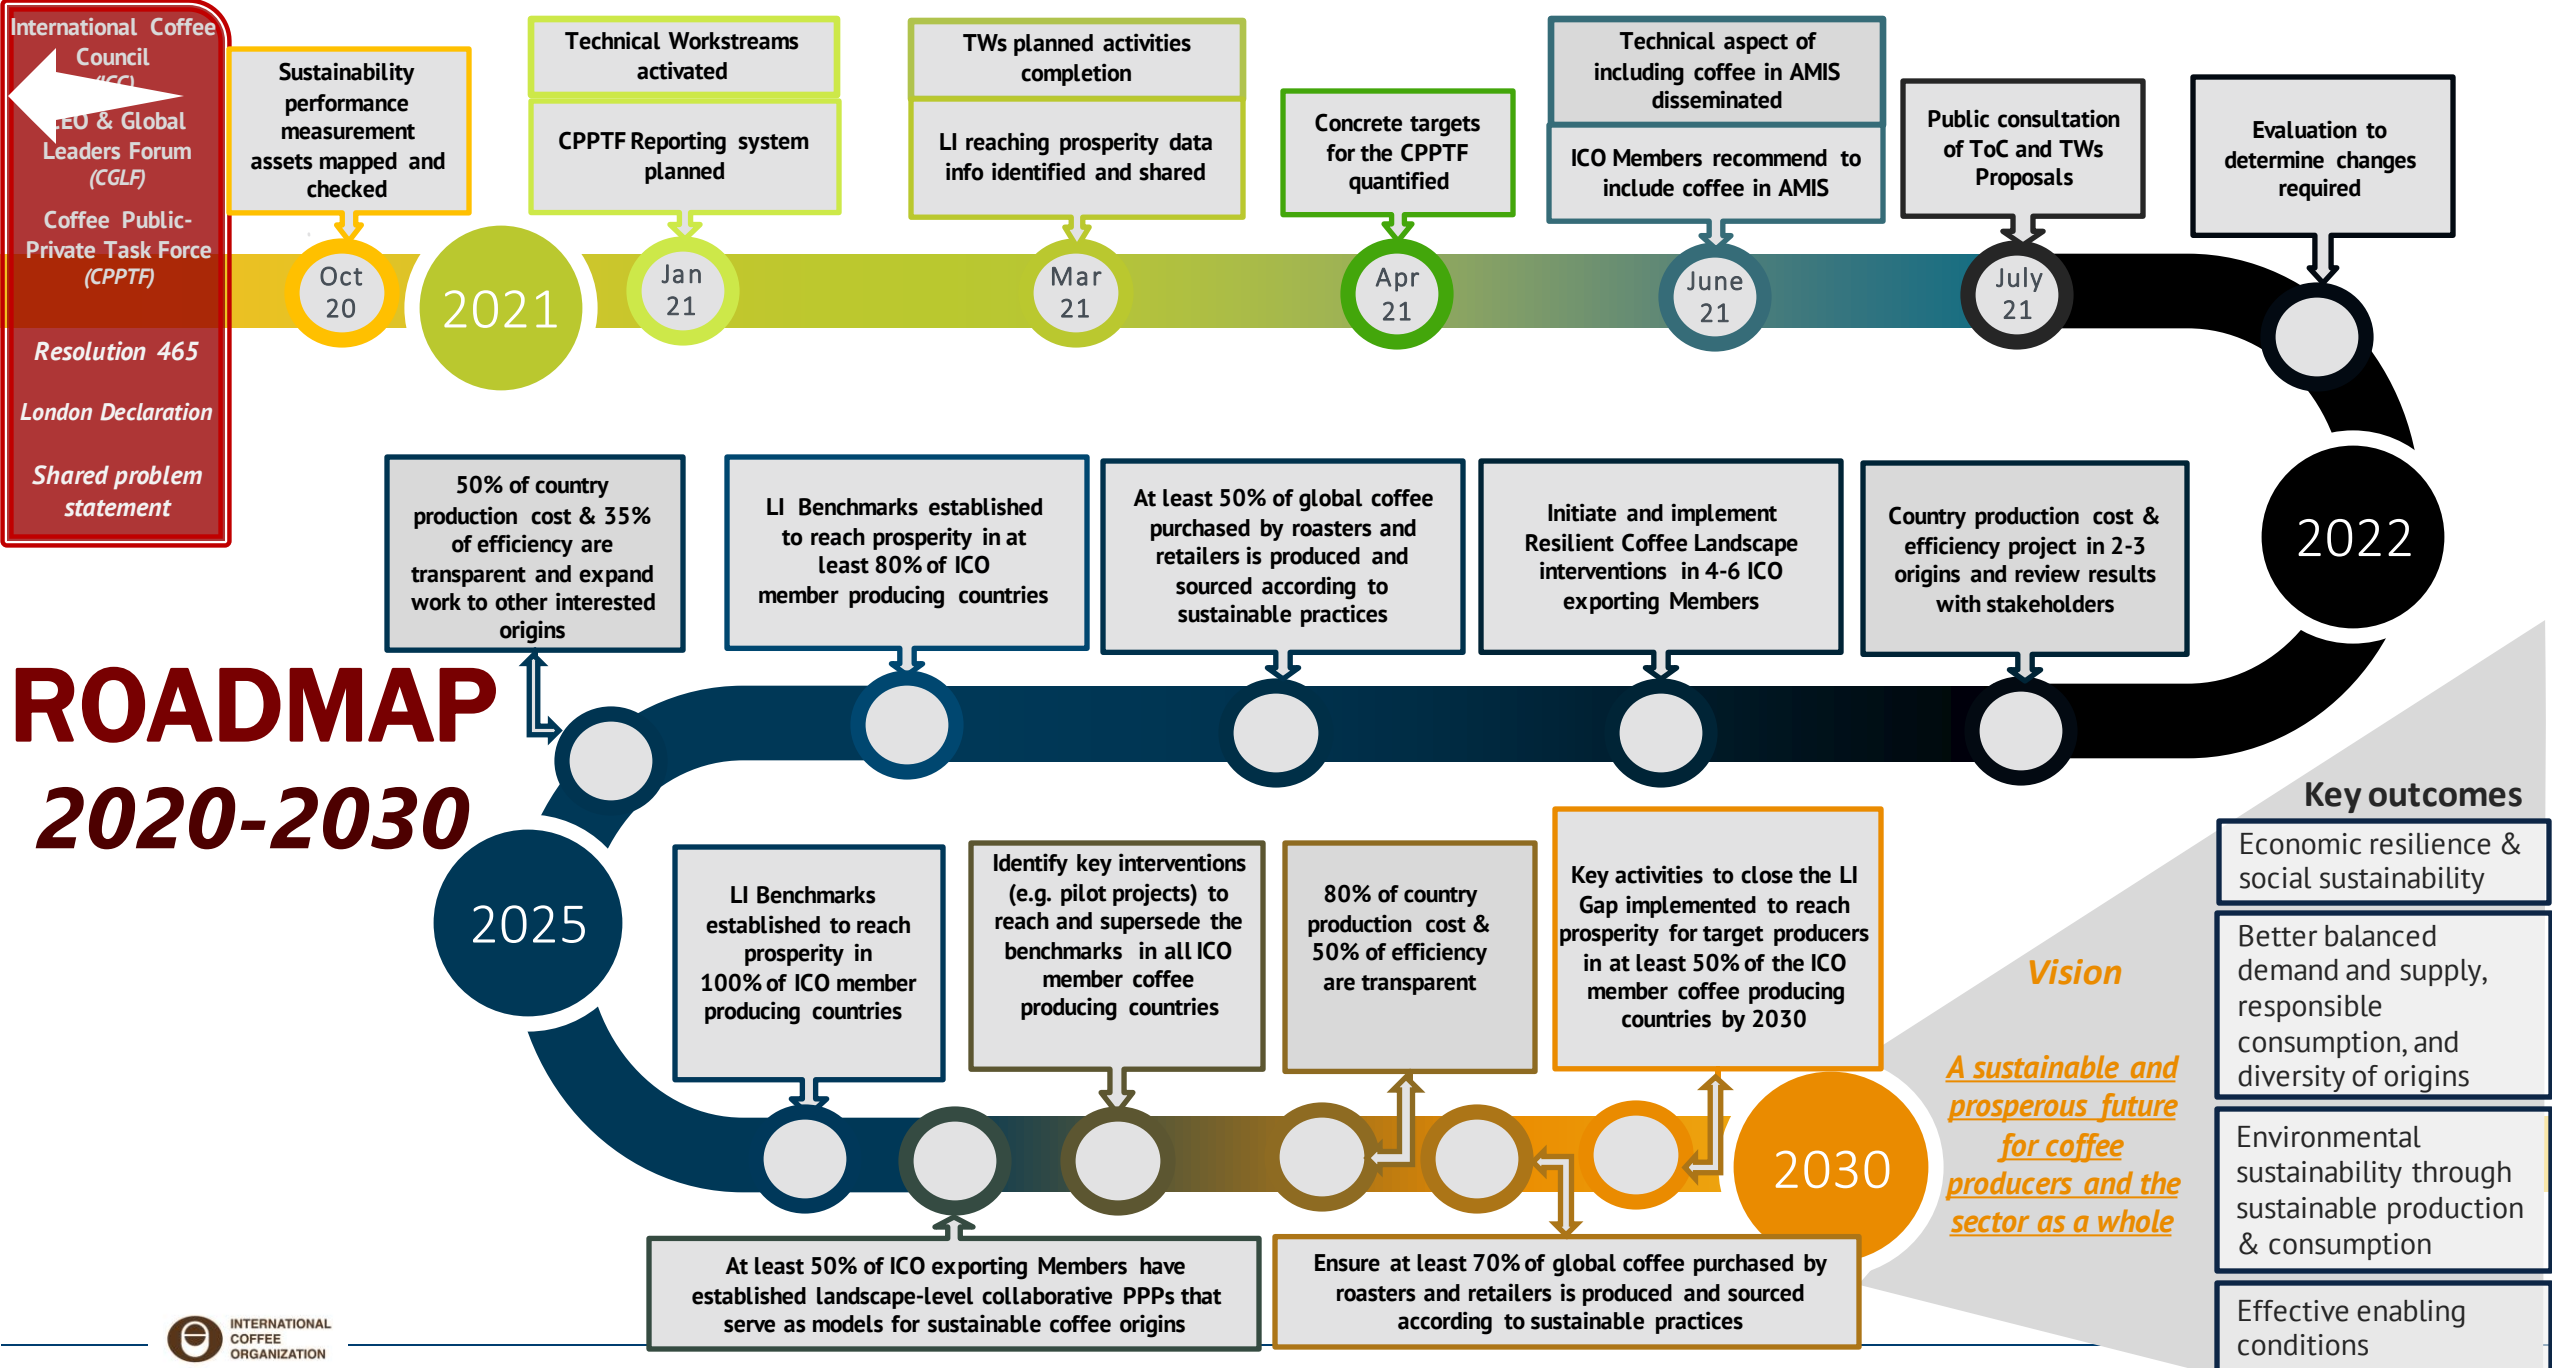 International Coffee
Council
(ICC)
& Global
Leaders Forum
(CGLF)
Coffee Public-
Private Task Force
(CPPTF)
Resolution 465
London Declaration
Shared problem
statement
Sustainability
performance
measurement
assets mapped and
checked
Technical Workstreams
activated
CPPTF Reporting system
planned
TWs planned activities
completion
LI reaching prosperity data
info identified and shared
Concrete targets
for the CPPTF
quantified
Technical aspect of
including coffee in AMIS
disseminated
ICO Members recommend to
include coffee in AMIS
Public consultation
of ToC and TWs
Proposals
Evaluation to
determine changes
required
Oct
20
2021
Jan
21
Mar
21
Apr
21
June
21
July
21
2022
50% of country
production cost & 35%
of efficiency are
transparent and expand
work to other interested
origins
LI Benchmarks established
to reach prosperity in at
least 80% of ICO
member producing countries
At least 50% of global coffee
purchased by roasters and
retailers is produced and
sourced according to
sustainable practices
Initiate and implement
Resilient Coffee Landscape
interventions in 4-6 ICO
exporting Members
Country production cost &
efficiency project in 2-3
origins and review results
with stakeholders
ROADMAP
2020-2030
2025
LI Benchmarks
established to reach
prosperity in
100% of ICO member
producing countries
Identify key interventions
(e.g. pilot projects) to
reach and supersede the
benchmarks in all ICO
member coffee
producing countries
80% of country
production cost &
50% of efficiency
are transparent
Key activities to close the LI
Gap implemented to reach
prosperity for target producers
in at least 50% of the ICO
member coffee producing
countries by 2030
2030
At least 50% of ICO exporting Members have
established landscape-level collaborative PPPs that
serve as models for sustainable coffee origins
Ensure at least 70% of global coffee purchased by
roasters and retailers is produced and sourced
according to sustainable practices
Vision
A sustainable and
prosperous future
for coffee
producers and the
sector as a whole
Key outcomes
Economic resilience &
social sustainability
Better balanced
demand and supply,
responsible
consumption, and
diversity of origins
Environmental
sustainability through
sustainable production
& consumption
Effective enabling
conditions
INTERNATIONAL
COFFEE
ORGANIZATION